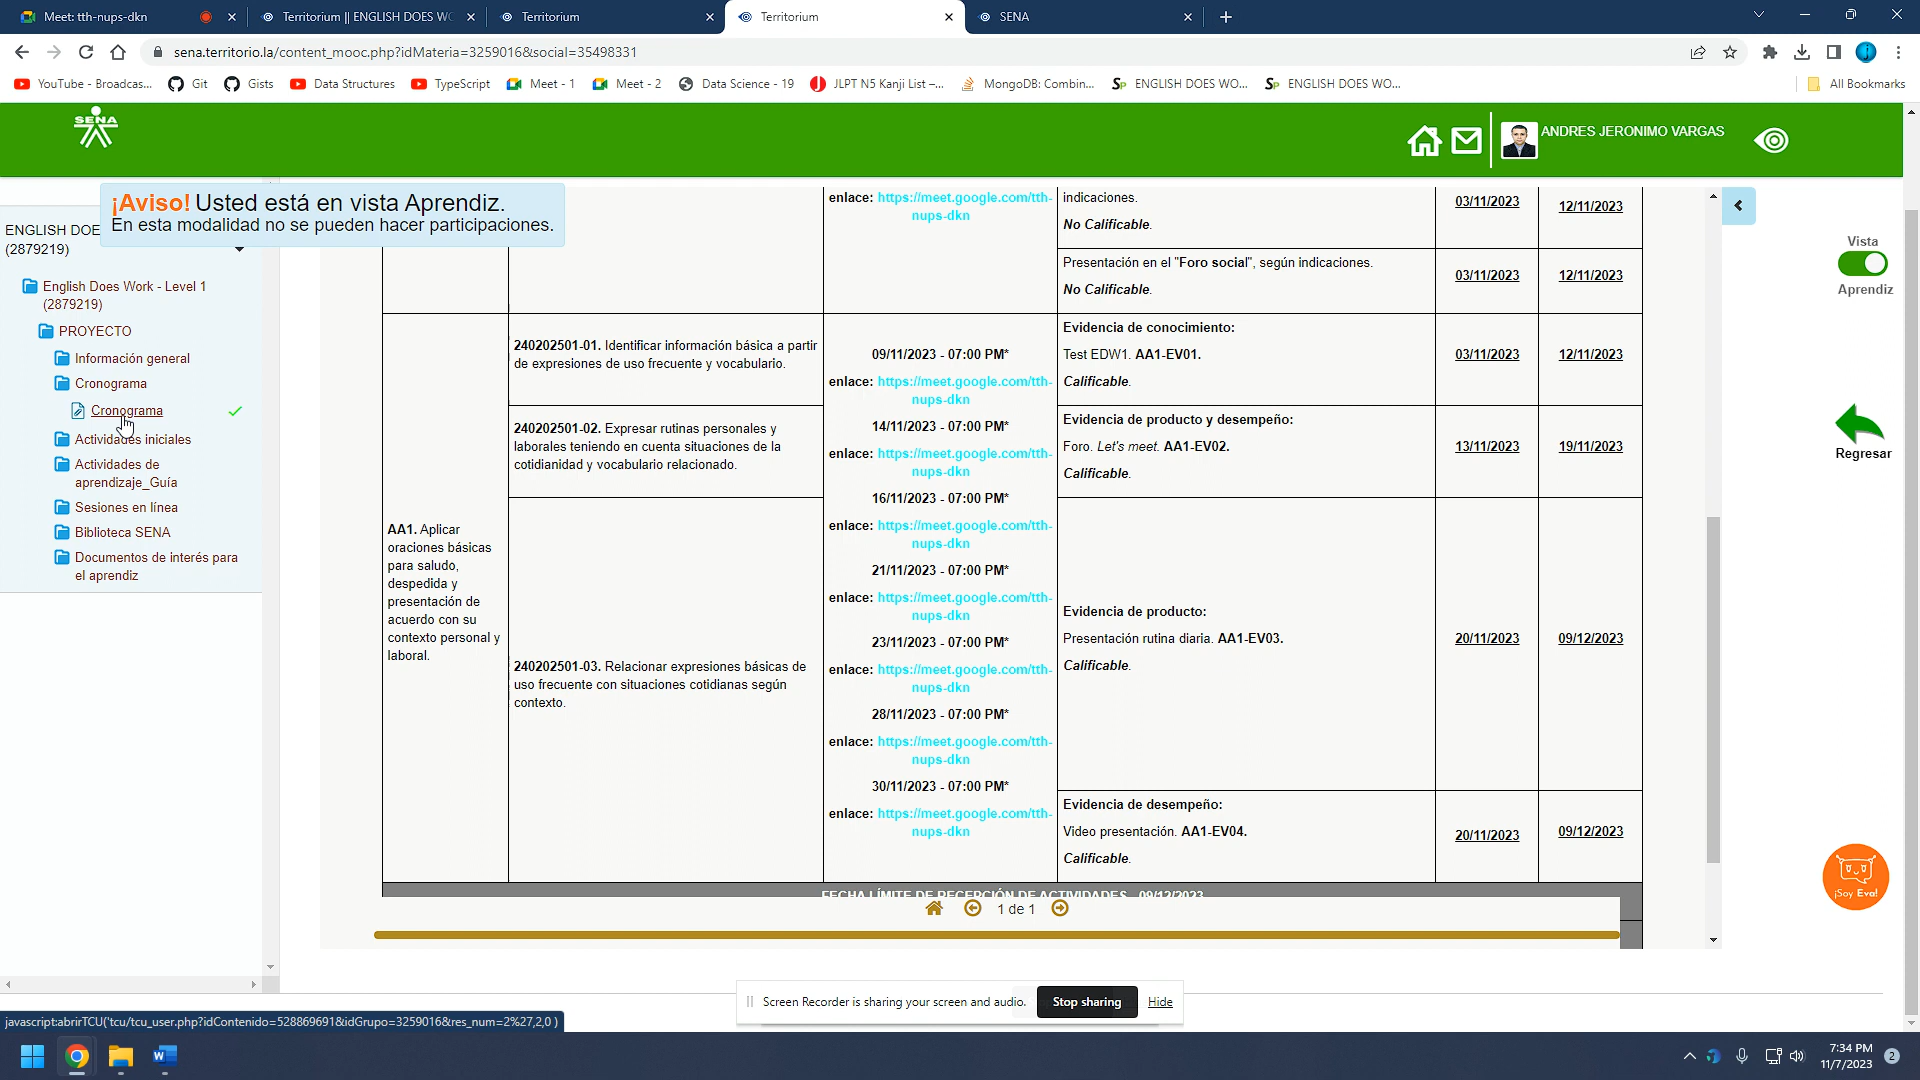 Meet: tth-nups-dkn
Territorium || ENGLISH DOES WO
Territorium
Territorium
SENA
sena.territorio.la/content_mooc.php?idMateria=3259016&social=35498331
YouTube - Broadcas...
Git
Gists
Data Structures
TypeScript
Meet - 1
Meet - 2
Data Science - 19
JLPT N5 Kanji List –...
MongoDB: Combin...
ENGLISH DOES WO...
ENGLISH DOES WO...
All Bookmarks
SENA
ANDRES JERONIMO VARGAS
¡Aviso! Usted está en vista Aprendiz.
En esta modalidad no se pueden hacer participaciones.
ENGLISH DOE
(2879219)
English Does Work - Level 1
(2879219)
PROYECTO
Información general
Cronograma
Cronograma
Actividades iniciales
Actividades de
aprendizaje_Guía
Sesiones en línea
Biblioteca SENA
Documentos de interés para
el aprendiz
enlace: https://meet.google.com/tth-
nups-dkn
indicaciones.
No Calificable.
03/11/2023
12/11/2023
Presentación en el "Foro social", según indicaciones.
No Calificable.
03/11/2023
12/11/2023
AA1. Aplicar
oraciones básicas
para saludo,
despedida y
presentación de
acuerdo con su
contexto personal y
laboral.
240202501-01. Identificar información básica a partir
de expresiones de uso frecuente y vocabulario.
240202501-02. Expresar rutinas personales y
laborales teniendo en cuenta situaciones de la
cotidianidad y vocabulario relacionado.
240202501-03. Relacionar expresiones básicas de
uso frecuente con situaciones cotidianas según
contexto.
09/11/2023 - 07:00 PM*
enlace: https://meet.google.com/tth-
nups-dkn
14/11/2023 - 07:00 PM*
enlace: https://meet.google.com/tth-
nups-dkn
16/11/2023 - 07:00 PM*
enlace: https://meet.google.com/tth-
nups-dkn
21/11/2023 - 07:00 PM*
enlace: https://meet.google.com/tth-
nups-dkn
23/11/2023 - 07:00 PM*
enlace: https://meet.google.com/tth-
nups-dkn
28/11/2023 - 07:00 PM*
enlace: https://meet.google.com/tth-
nups-dkn
30/11/2023 - 07:00 PM*
enlace: https://meet.google.com/tth-
nups-dkn
Evidencia de conocimiento:
Test EDW1. AA1-EV01.
Calificable.
03/11/2023
12/11/2023
Evidencia de producto y desempeño:
Foro. Let's meet. AA1-EV02.
Calificable.
13/11/2023
19/11/2023
Evidencia de producto:
Presentación rutina diaria. AA1-EV03.
Calificable.
20/11/2023
09/12/2023
Evidencia de desempeño:
Video presentación. AA1-EV04.
Calificable.
20/11/2023
09/12/2023
FECHA LÍMITE DE RECEPCIÓN DE ACTIVIDADES - 09/12/2023
1 de 1
Vista
Aprendiz
Regresar
¡Soy Eva!
Screen Recorder is sharing your screen and audio.
Stop sharing
Hide
javascript:abrirTCU('tcu/tcu_user.php?idContenido=528869691&idGrupo=3259016&res_num=2%27,2,0 )
7:34 PM
11/7/2023
2